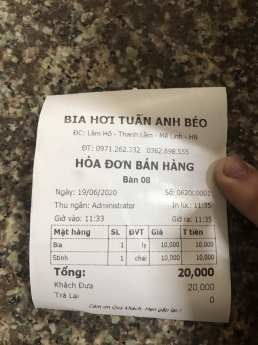 BIA HƠI TUẤN ANH BÉO
ĐC: Lâm Hộ - Thanh Lâm - Mê Linh - HN
ĐT: 0971.262.332 0362.698.555
HÓA ĐƠN BÁN HÀNG
Bàn 08
Ngày: 19/06/2020 Số: 062000001
Thu ngân: Administrator In lúc: 11:35
Giờ vào: 11:33 Giờ ra: 11:35
Mặt hàng SL ĐVT Giá T tiền
Bia 1 ly 10,000 10,000
Stinh 1 chai 10,000 10,000
Tổng: 20,000
Khách Đưa 20,000
Trả Lại 0
Cảm ơn Quý khách. Hẹn gặp lại !